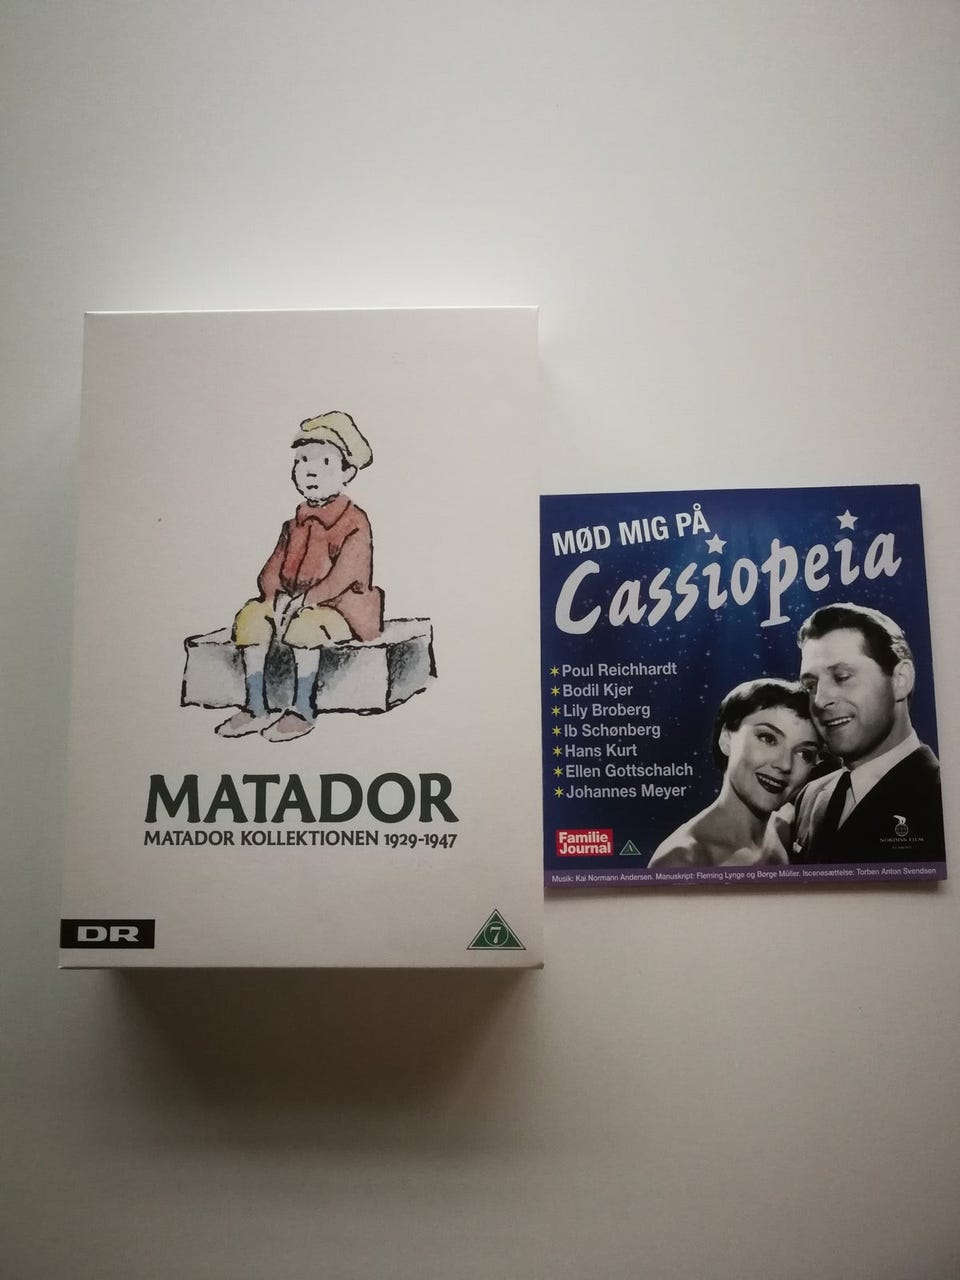 MATADOR
MATADOR KOLLEKTIONEN 1929-1947
DR
7
MØD MIG PÅ
Cassiopeia
Poul Reichhardt
Bodil Kjer
Lily Broberg
Ib Schønberg
Hans Kurt
Ellen Gottschalch
Johannes Meyer
Familie
Journal
A
NORDISK FILM
Musik: Kai Normann Andersen. Manuskript: Fleming Lynge og Børge Müller. Iscenesættelse: Torben Anton Svendsen